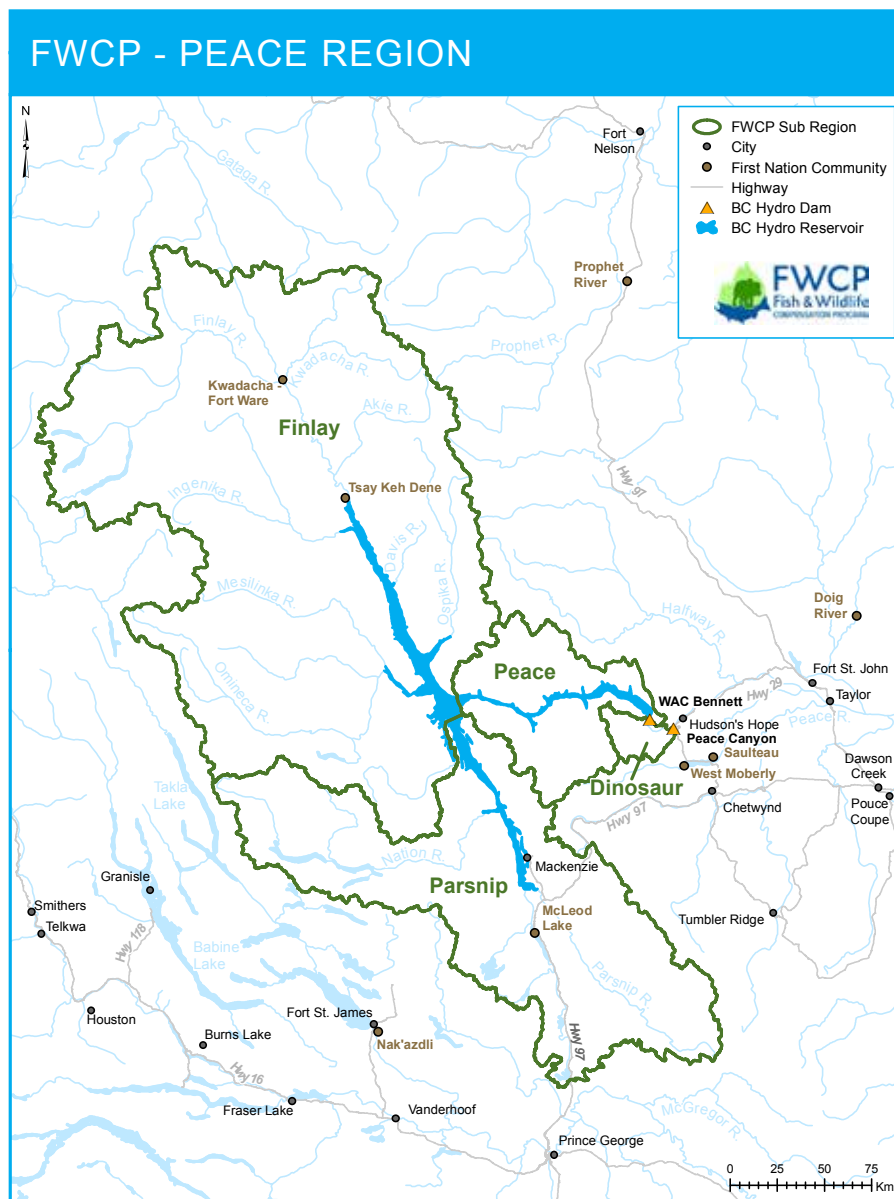 FWCP - PEACE REGION
N
FWCP Sub Region
City
First Nation Community
Highway
BC Hydro Dam
BC Hydro Reservoir
FWCP
Fish & Wildlife
COMPENSATION PROGRAM
Fort
Nelson
Gataga R.
Prophet
River
Finlay R.
Kwadacha R.
Prophet R.
Kwadacha -
Fort Ware
Akie R.
Finlay
Hwy 97
Tsay Keh Dene
Ingenika R.
Davis R.
Ospika R.
Mesilinka R.
Halfway R.
Doig
River
Omineca R.
Peace
Fort St. John
WAC Bennett
Hwy 29
Taylor
Hudson's Hope
Peace R.
Peace Canyon
Saulteau
West Moberly
Dawson
Creek
Dinosaur
Takla
Lake
Hwy 97
Chetwynd
Pouce
Coupe
Nation R.
Mackenzie
Granisle
Parsnip
Smithers
Telkwa
McLeod
Lake
Tumbler Ridge
Hwy 118
Babine
Lake
Parsnip R.
Houston
Fort St. James
Burns Lake
Nak'azdli
Hwy 97
Hwy 16
Fraser Lake
Vanderhoof
McGregor R.
Prince George
0 25 50 75
Km